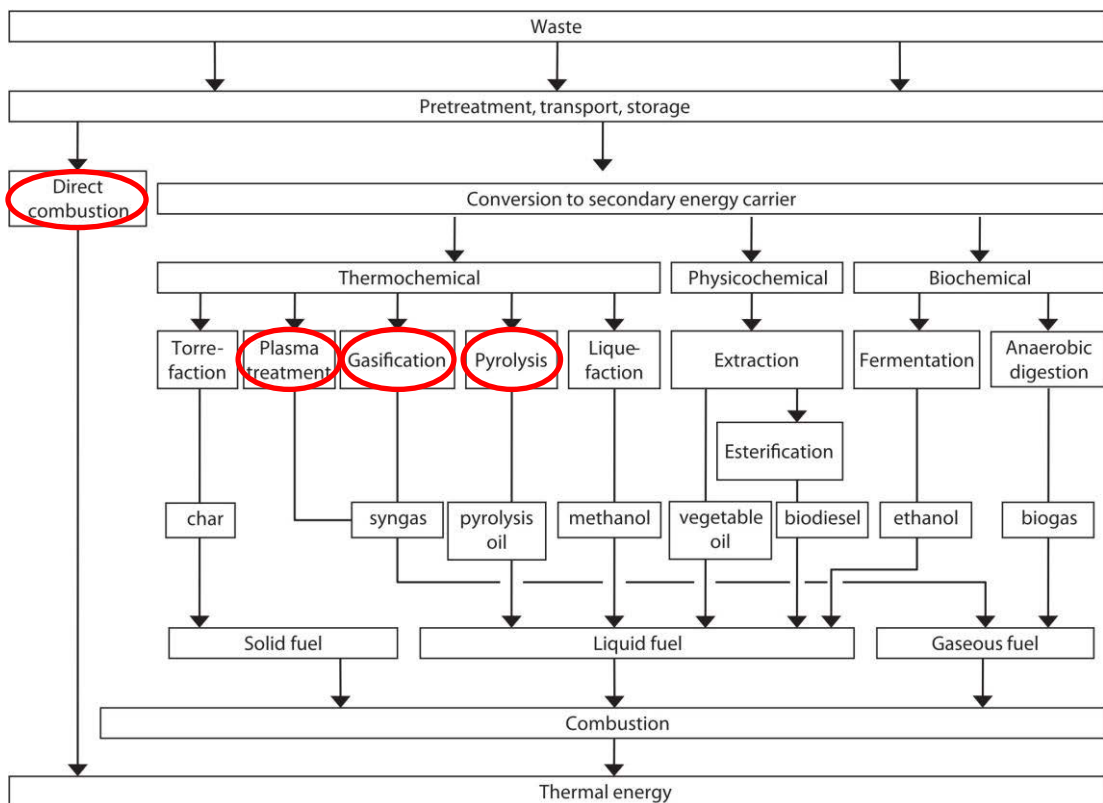 Waste
Pretreatment, transport, storage
Direct
combustion
Conversion to secondary energy carrier
Thermochemical
Physicochemical
Biochemical
Torre-
faction
Plasma
treatment
Gasification
Pyrolysis
Lique-
faction
Extraction
Fermentation
Anaerobic
digestion
Esterification
char
syngas
pyrolysis
oil
methanol
vegetable
oil
biodiesel
ethanol
biogas
Solid fuel
Liquid fuel
Gaseous fuel
Combustion
Thermal energy